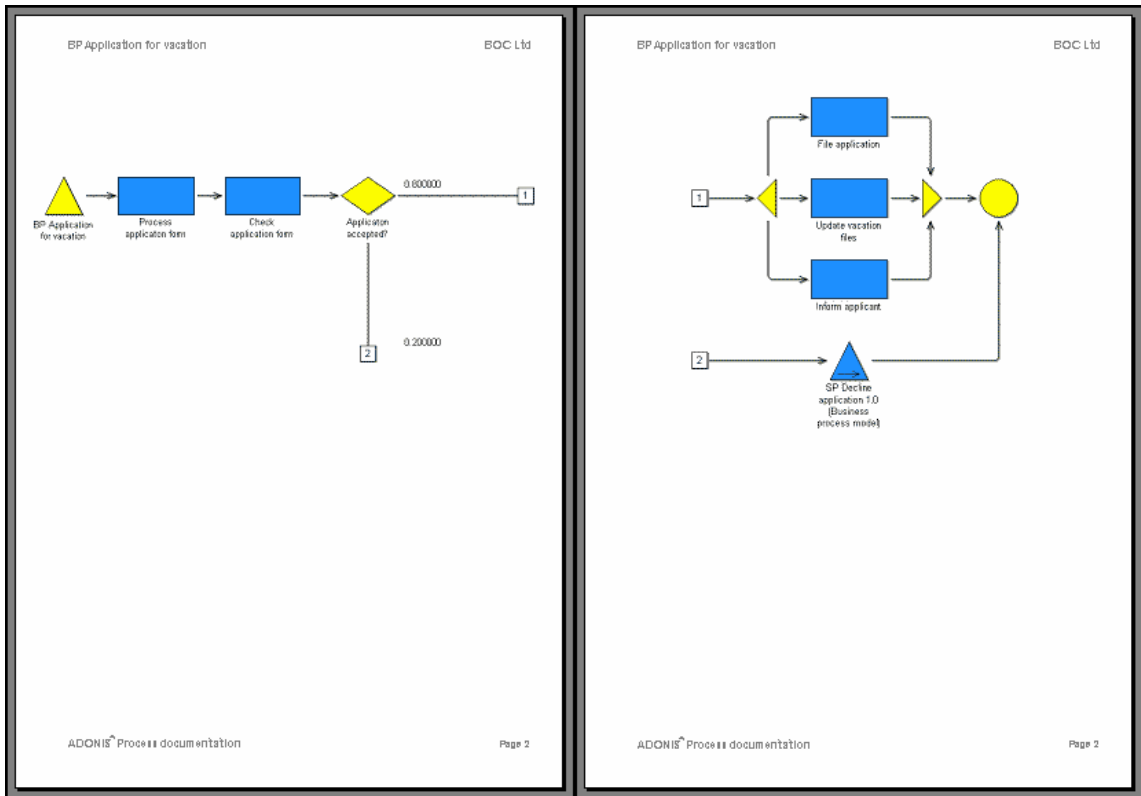 BP Application for vacation BOC Ltd
0.800000
1
BP Application
for vacation
Process
applicaton form
Check
application form
Applicaton
accepted?
2
0.200000
ADONIS^ Process documentation Page 2
BP Application for vacation BOC Ltd
File application
1
Update vacation
files
Inform applicant
2
SP Decline
application 1.0
(Business
process model)
ADONIS^ Process documentation Page 2